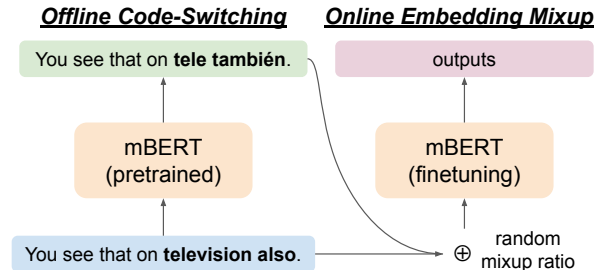 Offline Code-Switching
Online Embedding Mixup
You see that on tele también.
outputs
mBERT
(pretrained)
mBERT
(finetuning)
You see that on television also.
⊕ random
mixup ratio